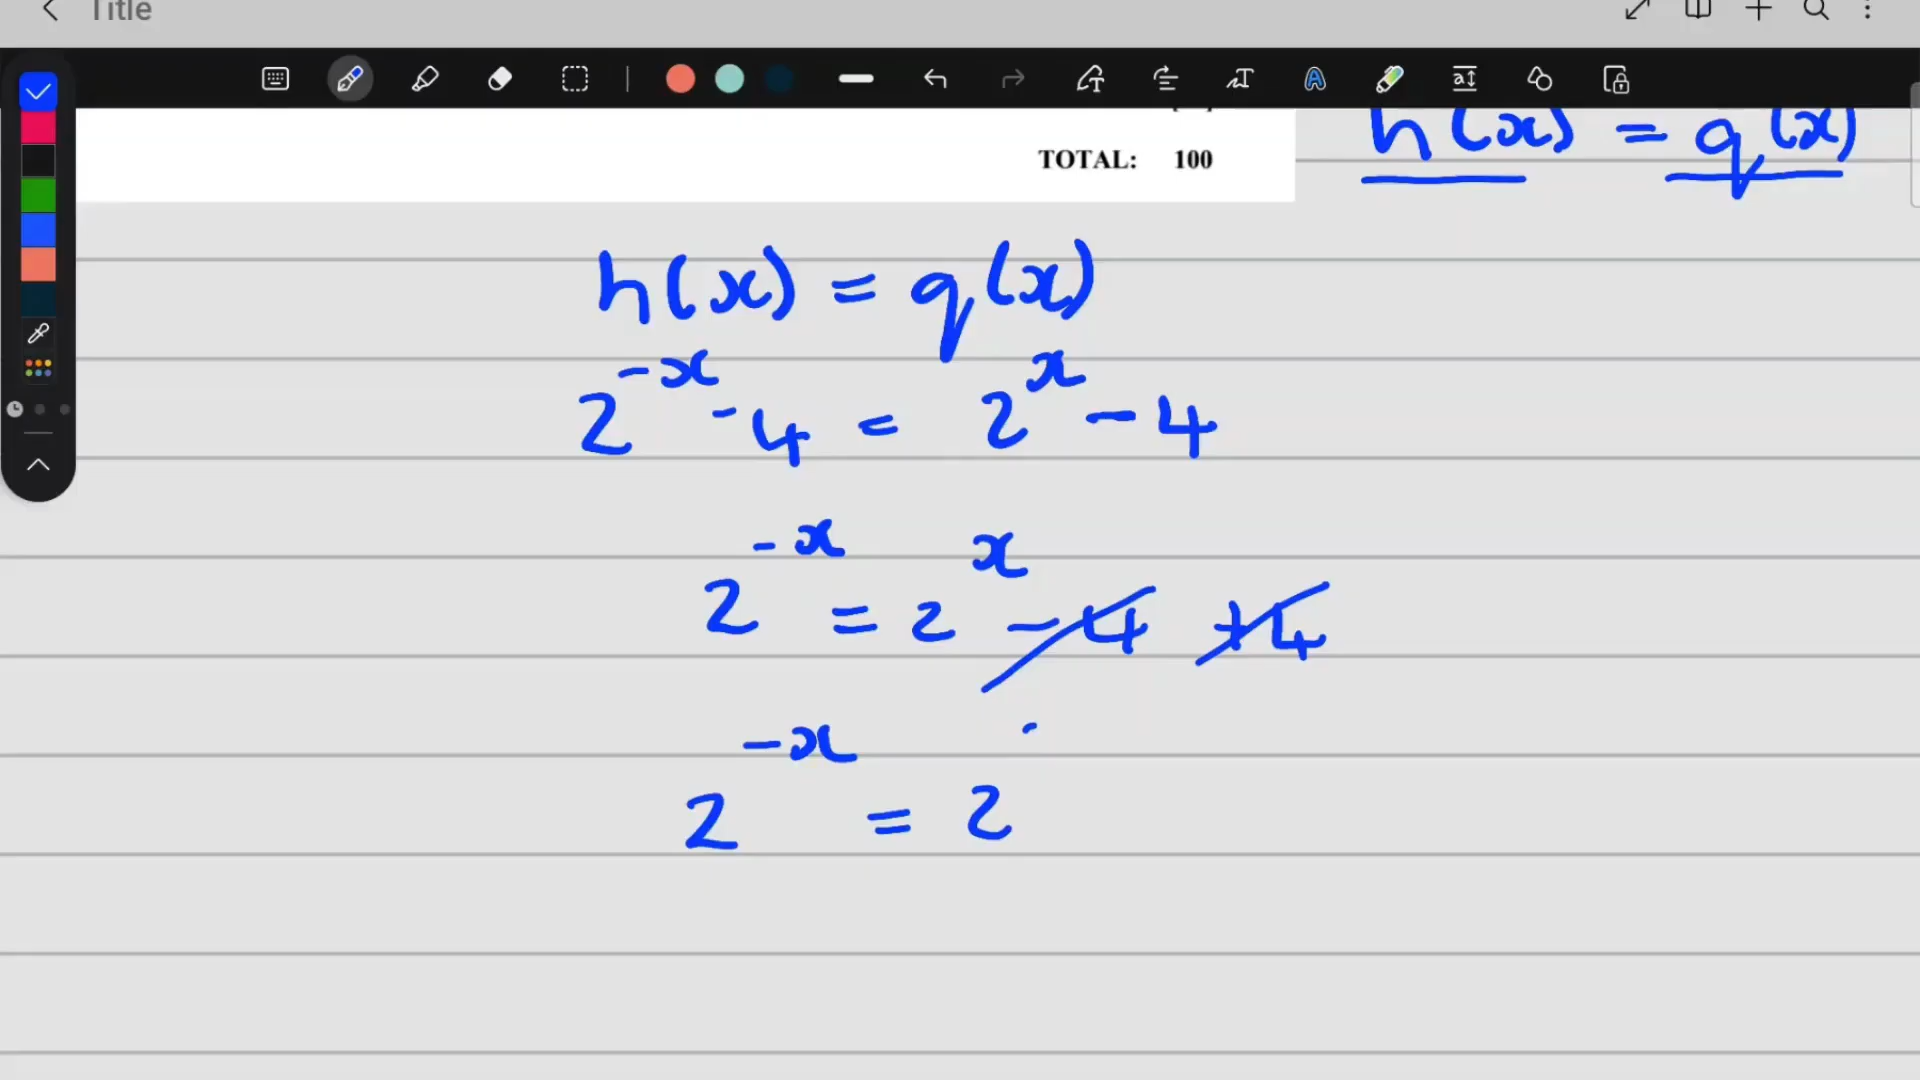 Title
h(x) = q(x)
TOTAL: 100
h(x) = q(x)
2^-x - 4 = 2^x - 4
2^-x = 2^x - 4 + 4
2^-x = 2